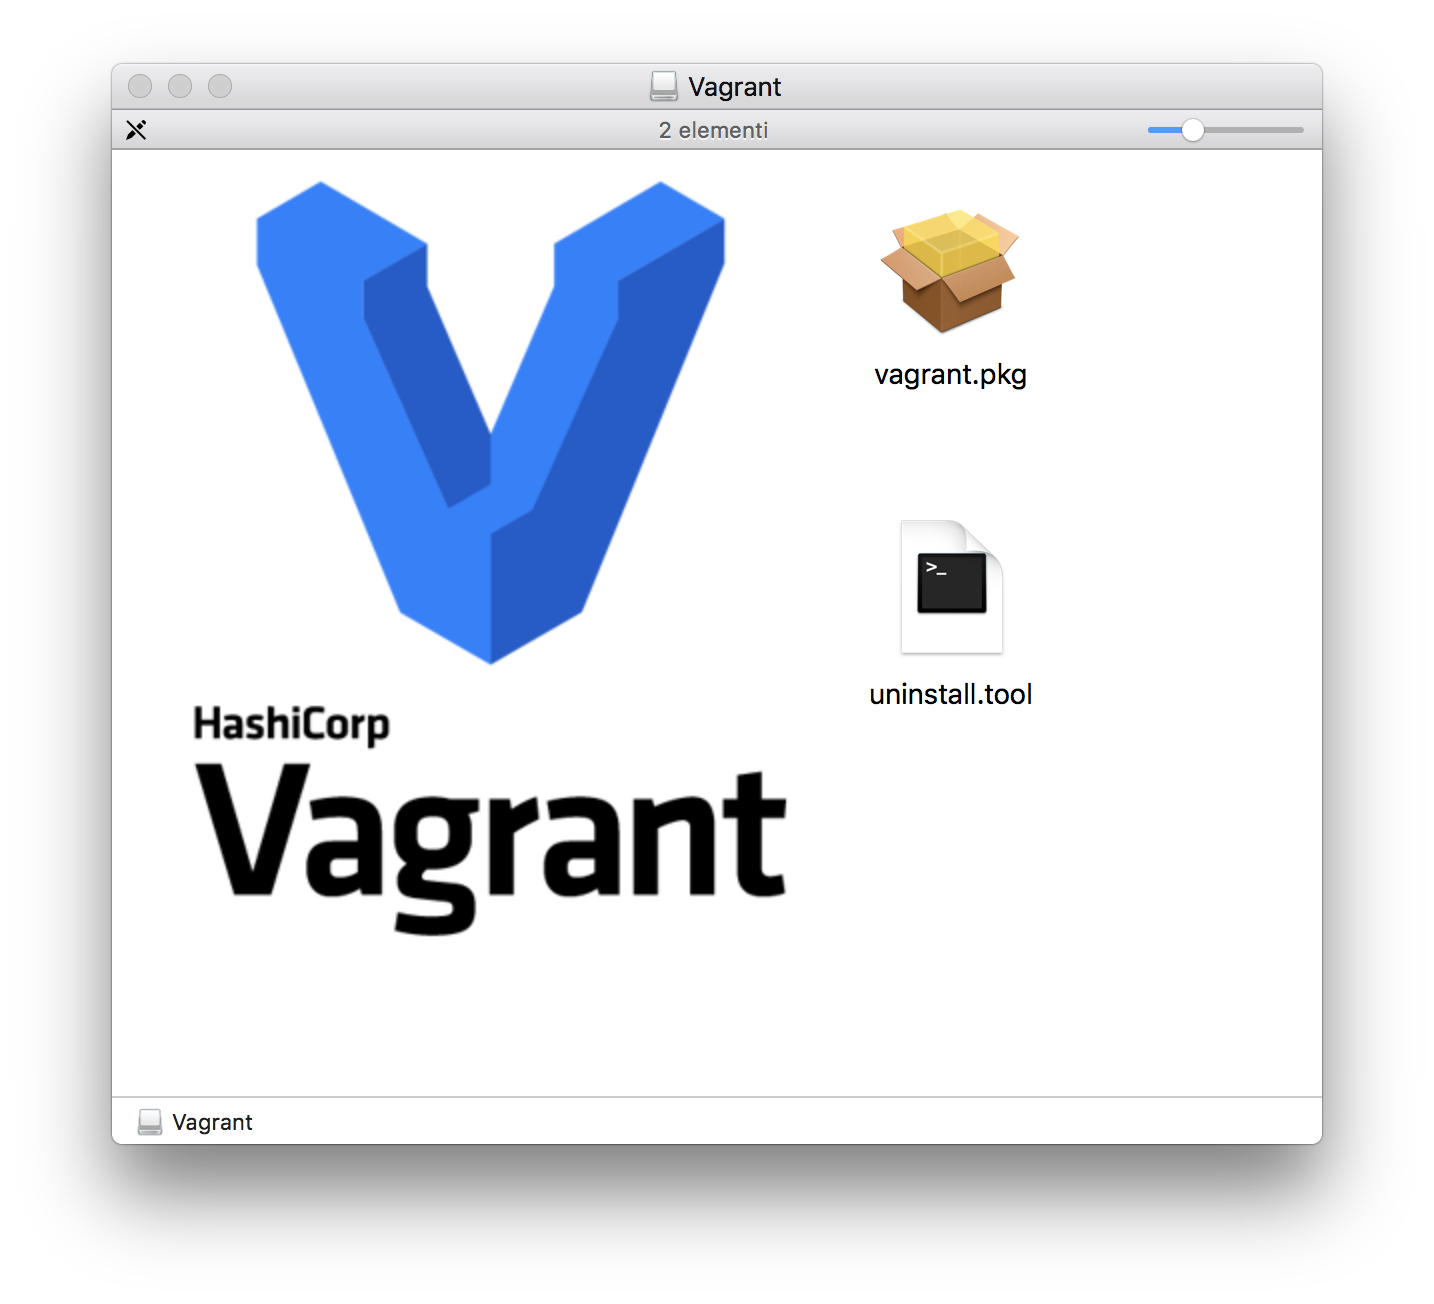 Vagrant
2 elementi
vagrant.pkg
>_
uninstall.tool
HashiCorp
Vagrant
Vagrant